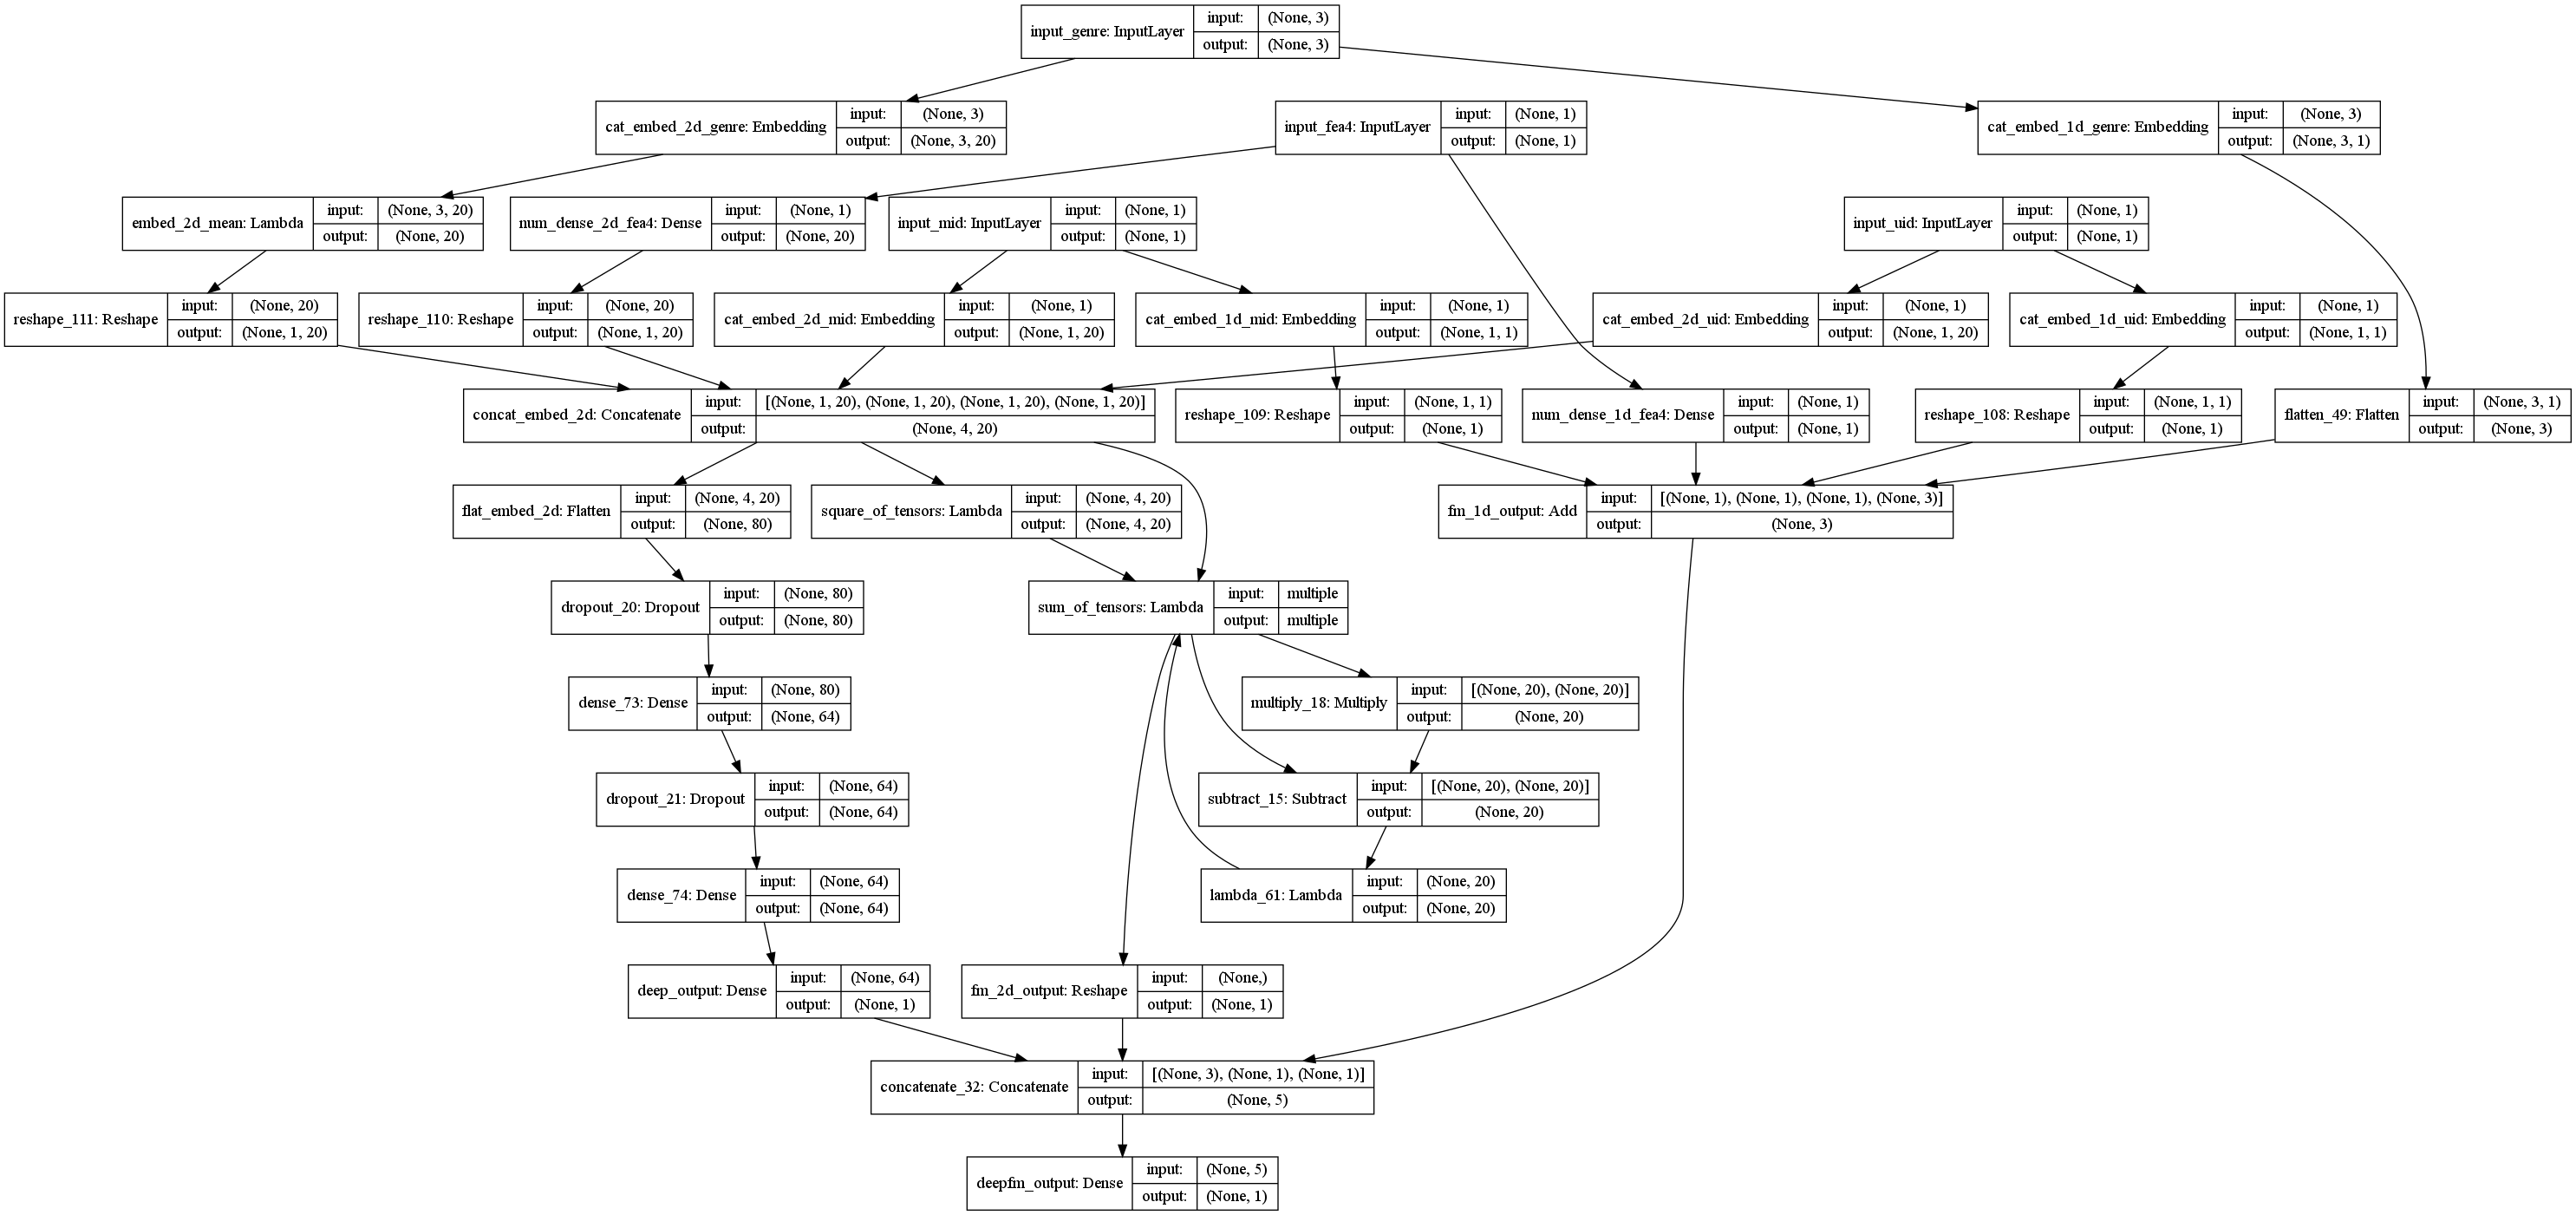 input_genre: InputLayer input: (None, 3)
output: (None, 3)
cat_embed_2d_genre: Embedding input: (None, 3)
output: (None, 3, 20)
input_fea4: InputLayer input: (None, 1)
output: (None, 1)
cat_embed_1d_genre: Embedding input: (None, 3)
output: (None, 3, 1)
embed_2d_mean: Lambda input: (None, 3, 20)
output: (None, 20)
num_dense_2d_fea4: Dense input: (None, 1)
output: (None, 20)
input_mid: InputLayer input: (None, 1)
output: (None, 1)
input_uid: InputLayer input: (None, 1)
output: (None, 1)
reshape_111: Reshape input: (None, 20)
output: (None, 1, 20)
reshape_110: Reshape input: (None, 20)
output: (None, 1, 20)
cat_embed_2d_mid: Embedding input: (None, 1)
output: (None, 1, 20)
cat_embed_1d_mid: Embedding input: (None, 1)
output: (None, 1, 1)
cat_embed_2d_uid: Embedding input: (None, 1)
output: (None, 1, 20)
cat_embed_1d_uid: Embedding input: (None, 1)
output: (None, 1, 1)
concat_embed_2d: Concatenate input: [(None, 1, 20), (None, 1, 20), (None, 1, 20), (None, 1, 20)]
output: (None, 4, 20)
reshape_109: Reshape input: (None, 1, 1)
output: (None, 1)
num_dense_1d_fea4: Dense input: (None, 1)
output: (None, 1)
reshape_108: Reshape input: (None, 1, 1)
output: (None, 1)
flatten_49: Flatten input: (None, 3, 1)
output: (None, 3)
flat_embed_2d: Flatten input: (None, 4, 20)
output: (None, 80)
square_of_tensors: Lambda input: (None, 4, 20)
output: (None, 4, 20)
fm_1d_output: Add input: [(None, 1), (None, 1), (None, 1), (None, 3)]
output: (None, 3)
dropout_20: Dropout input: (None, 80)
output: (None, 80)
sum_of_tensors: Lambda input: multiple
output: multiple
dense_73: Dense input: (None, 80)
output: (None, 64)
multiply_18: Multiply input: [(None, 20), (None, 20)]
output: (None, 20)
dropout_21: Dropout input: (None, 64)
output: (None, 64)
subtract_15: Subtract input: [(None, 20), (None, 20)]
output: (None, 20)
dense_74: Dense input: (None, 64)
output: (None, 64)
lambda_61: Lambda input: (None, 20)
output: (None, 20)
deep_output: Dense input: (None, 64)
output: (None, 1)
fm_2d_output: Reshape input: (None,)
output: (None, 1)
concatenate_32: Concatenate input: [(None, 3), (None, 1), (None, 1)]
output: (None, 5)
deepfm_output: Dense input: (None, 5)
output: (None, 1)